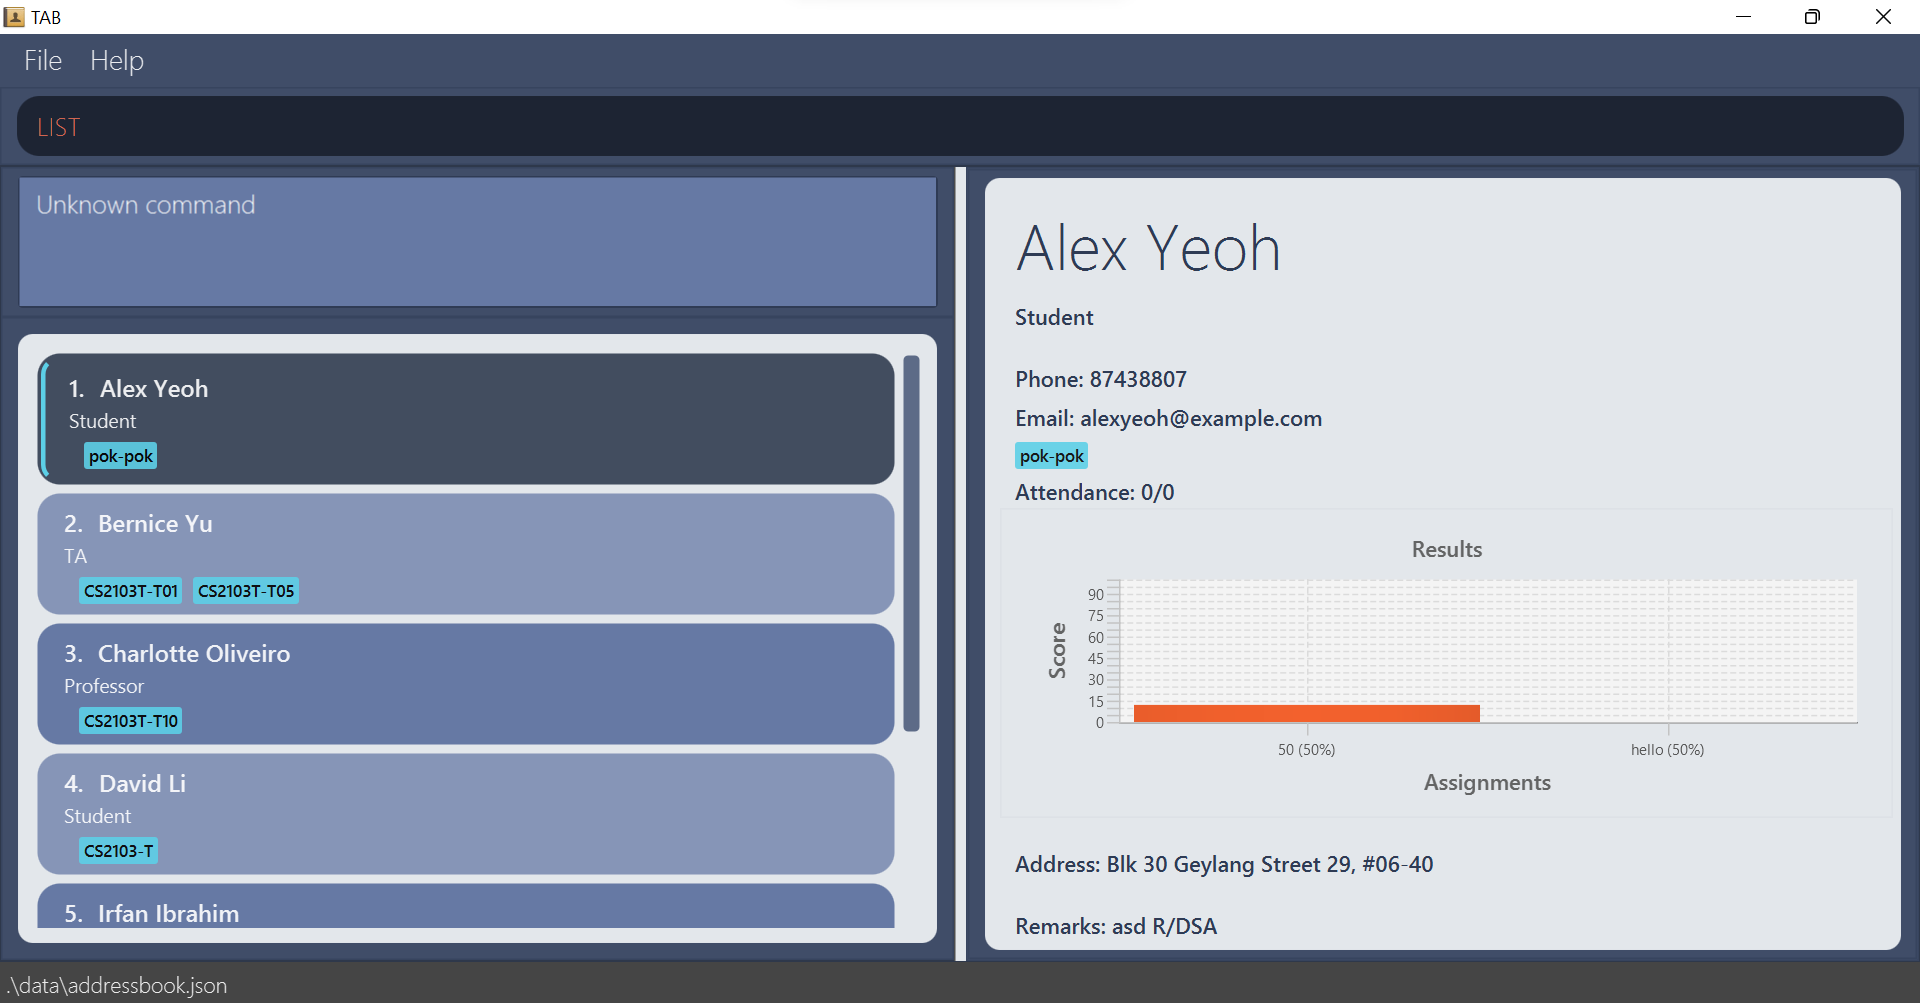 TAB
File Help
LIST
Unknown command
1. Alex Yeoh
Student
pok-pok
2. Bernice Yu
TA
CS2103T-T01 CS2103T-T05
3. Charlotte Oliveiro
Professor
CS2103T-T10
4. David Li
Student
CS2103-T
5. Irfan Ibrahim
Alex Yeoh
Student
Phone: 87438807
Email: alexyeoh@example.com
pok-pok
Attendance: 0/0
Results
Score
90
75
60
45
30
15
0
50 (50%) hello (50%)
Assignments
Address: Blk 30 Geylang Street 29, #06-40
Remarks: asd R/DSA
.\data\addressbook.json